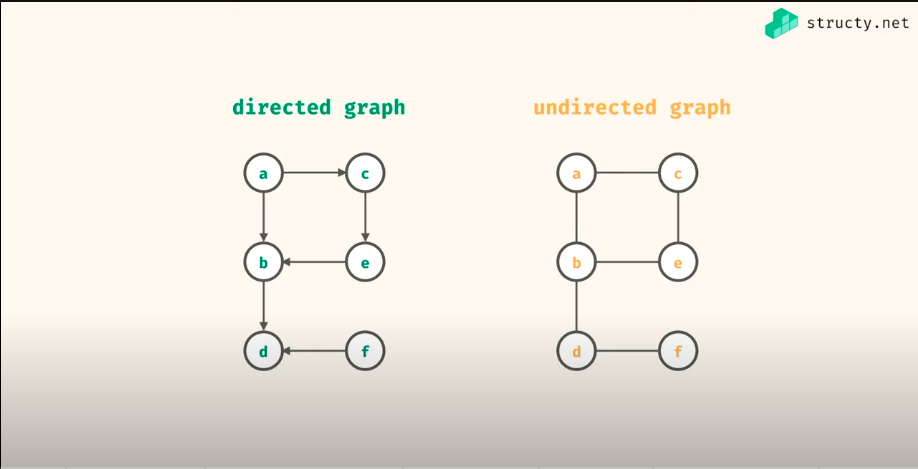 structy.net
directed graph
undirected graph
a c
b e
d f
a c
b e
d f